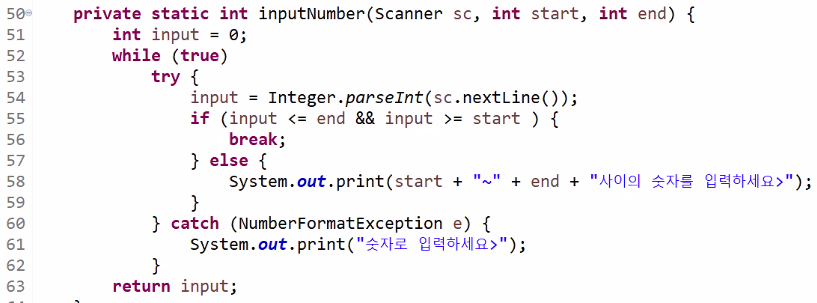 50 private static int inputNumber(Scanner sc, int start, int end) {
51 int input = 0;
52 while (true)
53 try {
54 input = Integer.parseInt(sc.nextLine());
55 if (input <= end && input >= start ) {
56 break;
57 } else {
58 System.out.print(start + "~" + end + "사이의 숫자를 입력하세요>");
59 }
60 } catch (NumberFormatException e) {
61 System.out.print("숫자로 입력하세요>");
62 }
63 return input;